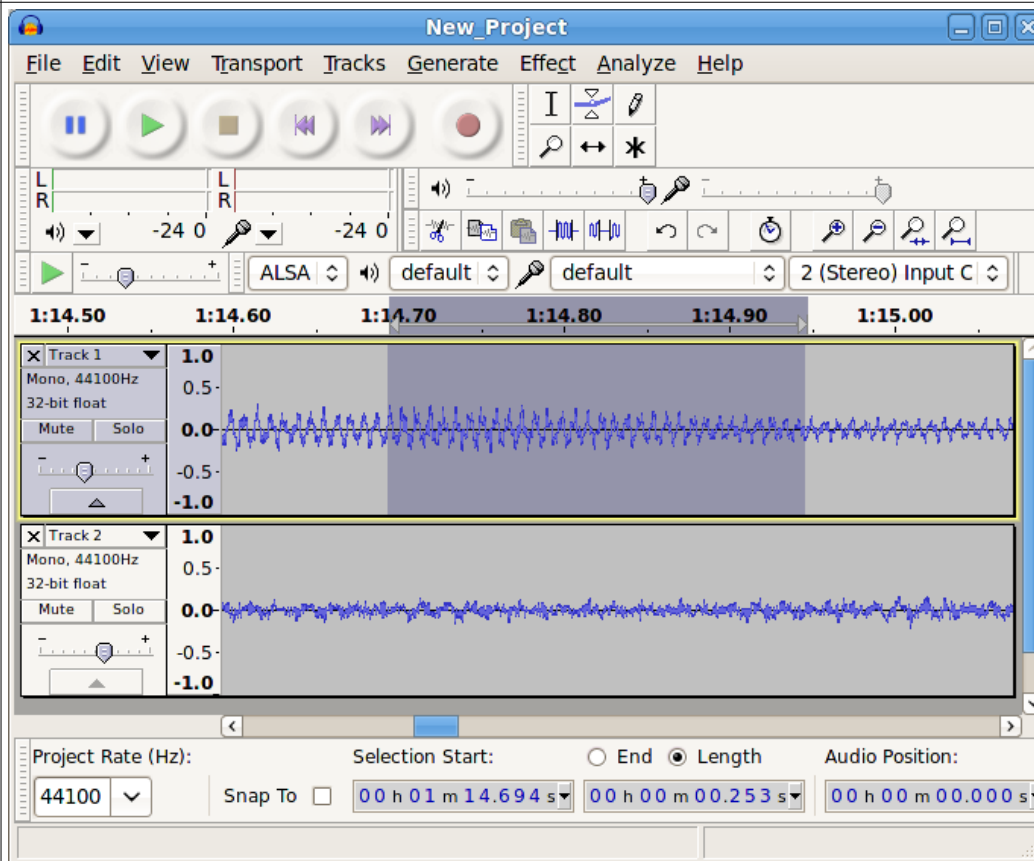 New_Project
File Edit View Transport Tracks Generate Effect Analyze Help
L L
R R
-24 0 -24 0
ALSA default default 2 (Stereo) Input C
1:14.50 1:14.60 1:14.70 1:14.80 1:14.90 1:15.00
Track 1 1.0
Mono, 44100Hz 0.5
32-bit float
Mute Solo 0.0
- + -0.5
-1.0
Track 2 1.0
Mono, 44100Hz 0.5
32-bit float
Mute Solo 0.0
- + -0.5
-1.0
Project Rate (Hz): Selection Start: End Length Audio Position:
44100 Snap To 00 h 01 m 14.694 s 00 h 00 m 00.253 s 00 h 00 m 00.000 s